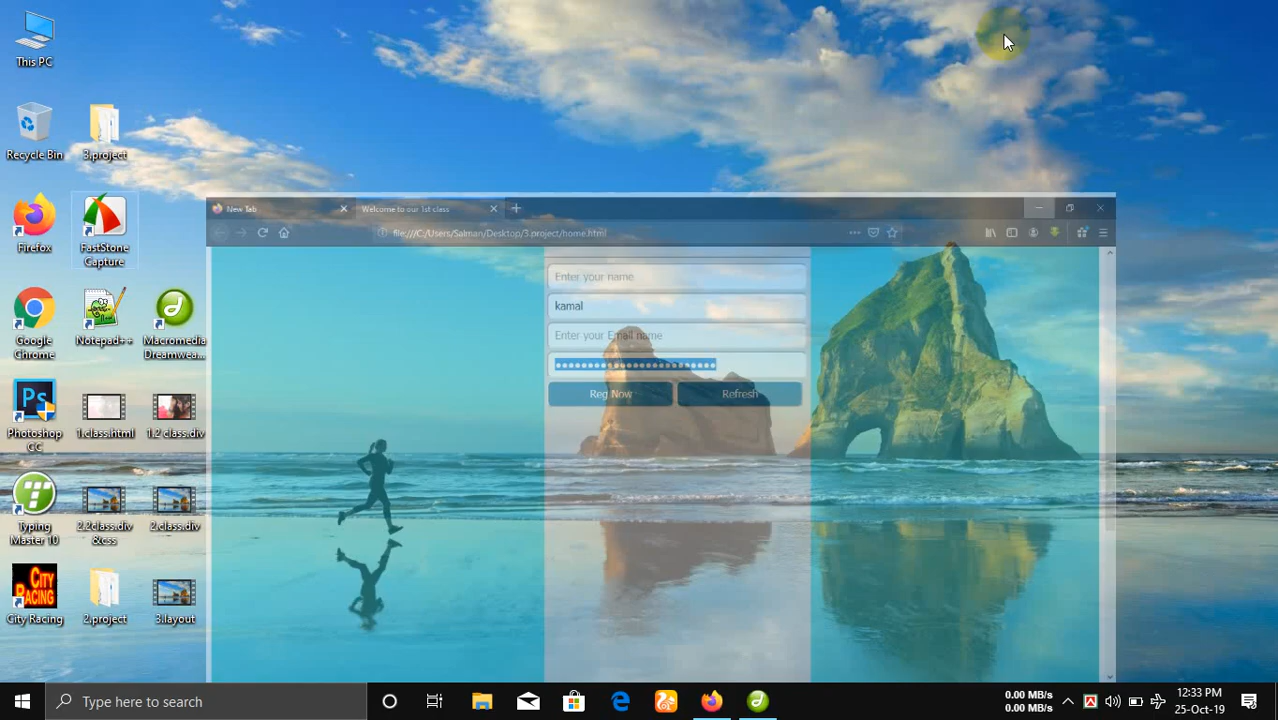 This PC
Recycle Bin
3.project
Firefox
FastStone
Capture
Google
Chrome
Notepad++
Macromedia
Dreamwea...
Photoshop
CC
1.class.html
1.2 class.div
Typing
Master 10
2.2class.div
&css
2.class.div
City Racing
2.project
3.layout
Ps
CITY
RACING
New Tab
Welcome to our 1st class
file:///C:/Users/Salman/Desktop/3.project/home.html
Enter your name
kamal
Enter your Email name
Reg Now
Refresh
Type here to search
0.00 MB/s
0.00 MB/s
12:33 PM
25-Oct-19